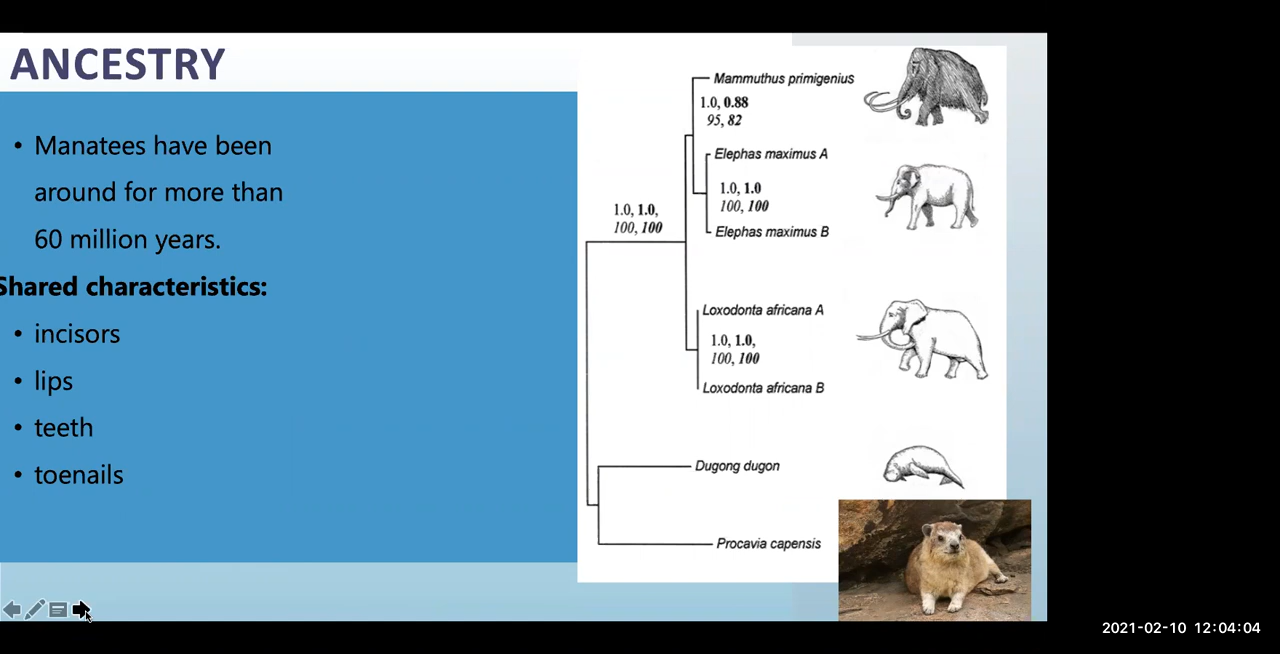 ANCESTRY
• Manatees have been
around for more than
60 million years.
Shared characteristics:
• incisors
• lips
• teeth
• toenails
Mammuthus primigenius
1.0, 0.88
95, 82
Elephas maximus A
1.0, 1.0
100, 100
Elephas maximus B
1.0, 1.0,
100, 100
Loxodonta africana A
1.0, 1.0,
100, 100
Loxodonta africana B
Dugong dugon
Procavia capensis
2021-02-10 12:04:04